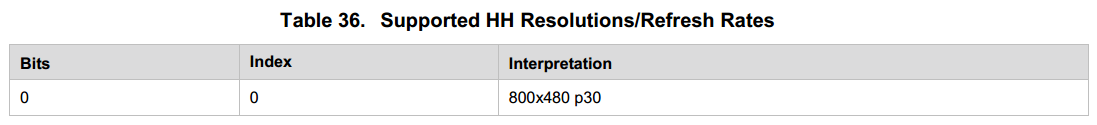 Table 36. Supported HH Resolutions/Refresh Rates
Bits Index Interpretation
0 0 800x480 p30